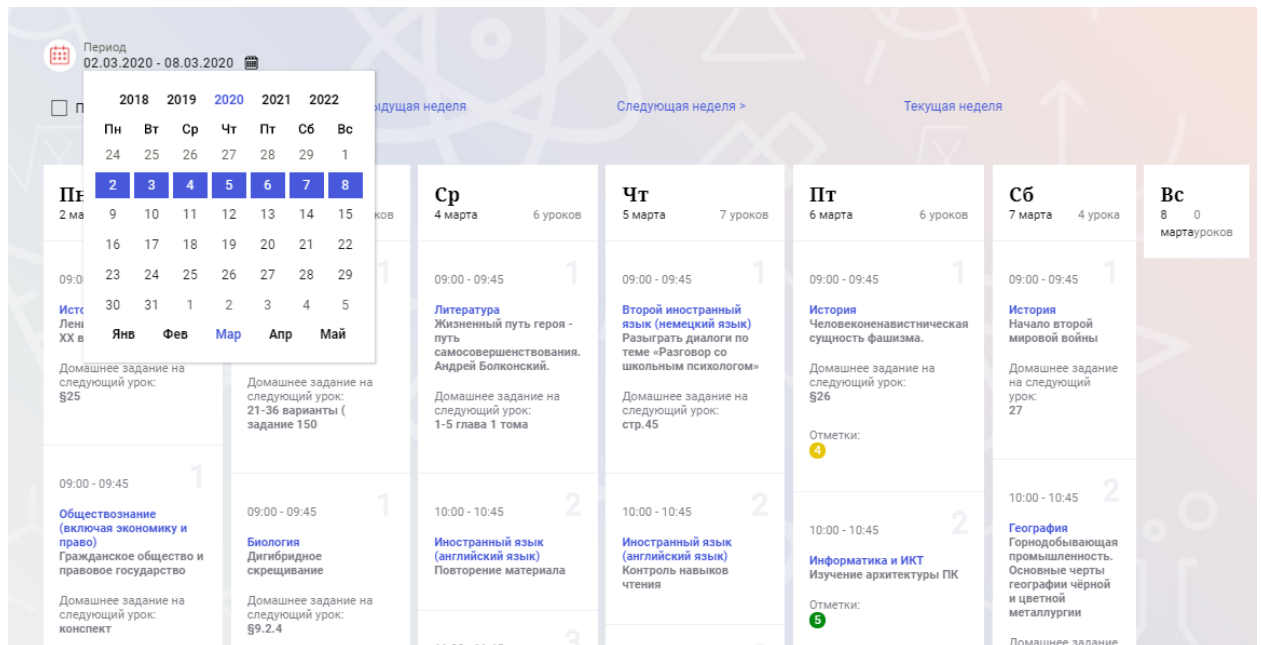 Период
02.03.2020 - 08.03.2020
2018 2019 2020 2021 2022
Пн Вт Ср Чт Пт Сб Вс
24 25 26 27 28 29 1
2 3 4 5 6 7 8
9 10 11 12 13 14 15
16 17 18 19 20 21 22
23 24 25 26 27 28 29
30 31 1 2 3 4 5
Янв Фев Мар Апр Май
неделя
Следующая неделя >
Текущая неделя
2
Домашнее задание на
следующий урок:
§25
09:00 - 09:45
1
Обществознание
(включая экономику и
право)
Гражданское общество и
правовое государство
Домашнее задание на
следующий урок:
конспект
1
Домашнее задание на
следующий урок:
21-36 варианты (
задание 150
09:00 - 09:45
1
Биология
Дигибридное
скрещивание
Домашнее задание на
следующий урок:
§9.2.4
Ср
4 марта 6 уроков
09:00 - 09:45
1
Литература
Жизненный путь героя -
путь
самосовершенствования.
Андрей Болконский.
Домашнее задание на
следующий урок:
1-5 глава 1 тома
10:00 - 10:45
2
Иностранный язык
(английский язык)
Повторение материала
3
Чт
5 марта 7 уроков
09:00 - 09:45
1
Второй иностранный
язык (немецкий язык)
Разыграть диалоги по
теме «Разговор со
школьным психологом»
Домашнее задание на
следующий урок:
стр.45
10:00 - 10:45
2
Иностранный язык
(английский язык)
Контроль навыков
чтения
Пт
6 марта 6 уроков
09:00 - 09:45
1
История
Человеконенавистническая
сущность фашизма.
Домашнее задание на
следующий урок:
§26
Отметки:
4
10:00 - 10:45
2
Информатика и ИКТ
Изучение архитектуры ПК
Отметки:
5
Сб
7 марта 4 урока
09:00 - 09:45
1
История
Начало второй
мировой войны
Домашнее задание
на следующий
урок:
27
10:00 - 10:45
2
География
Горнодобывающая
промышленность.
Основные черты
географии чёрной
и цветной
металлургии
Домашнее задание
Вс
8 0
марта уроков